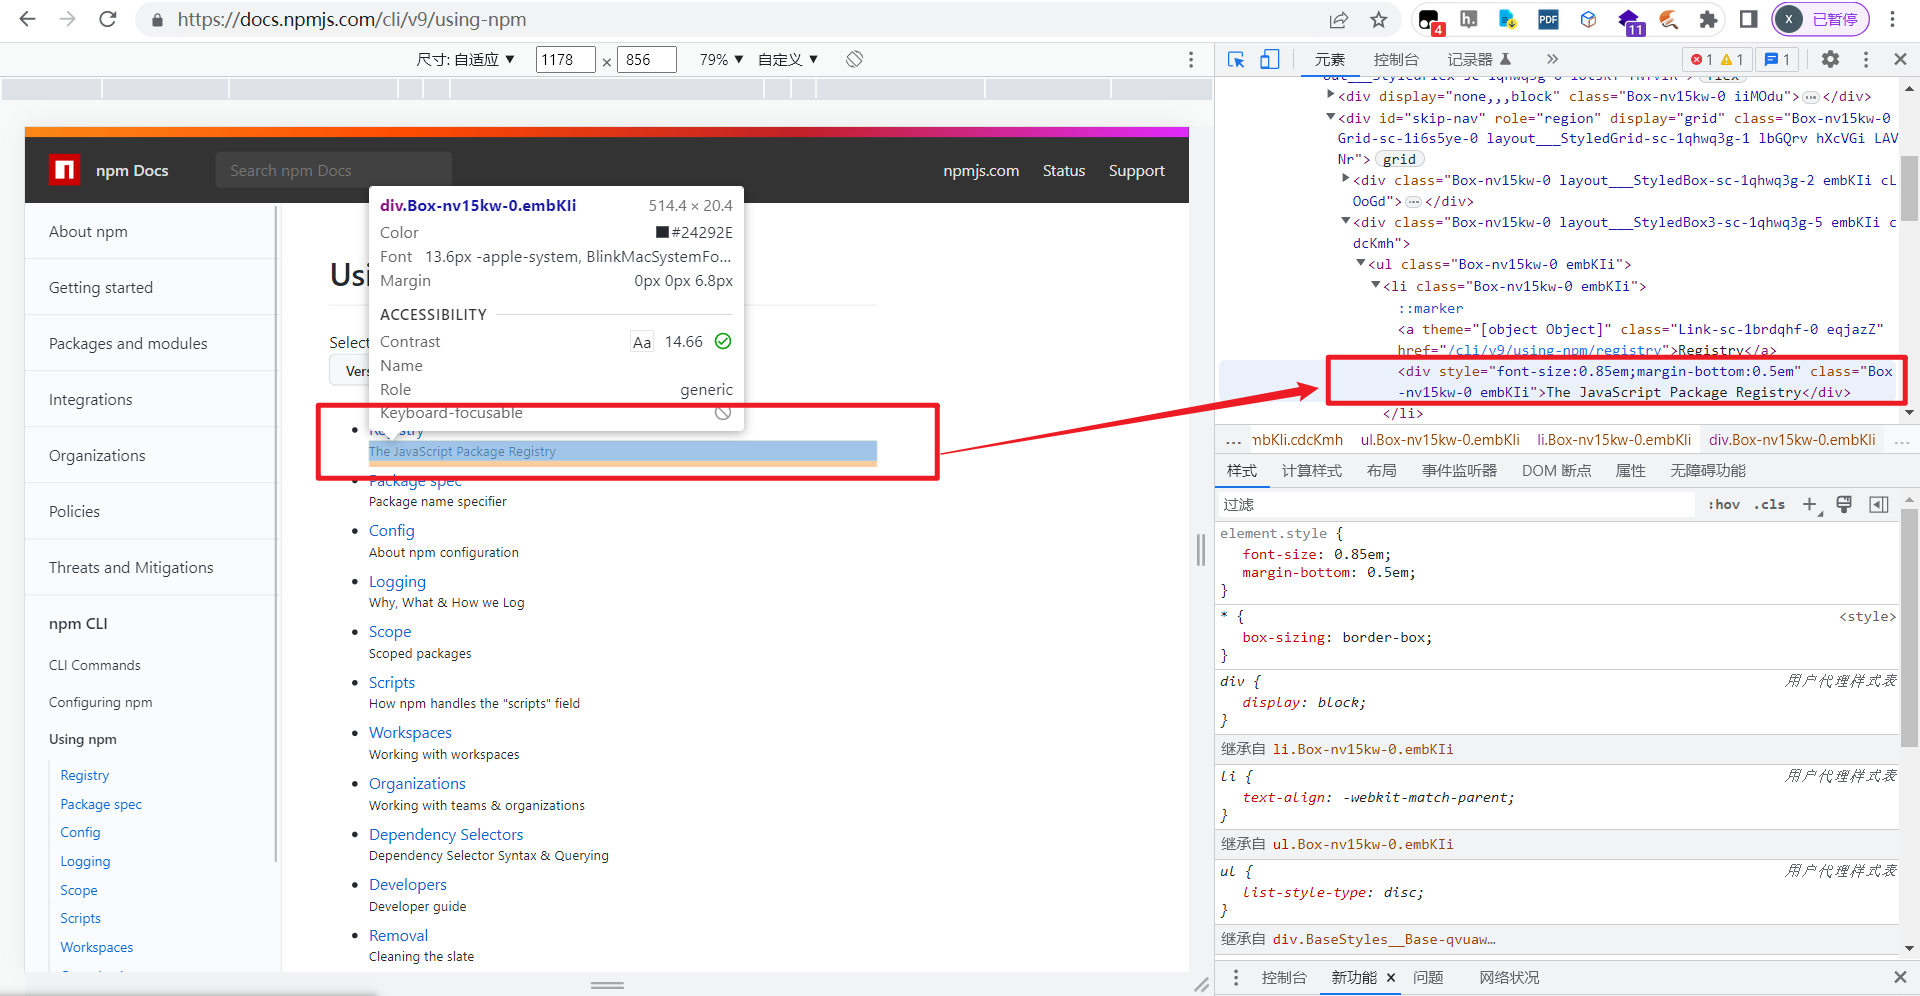 https://docs.npmjs.com/cli/v9/using-npm
4
h.
PDF
11
X
已暂停
尺寸: 自适应 ▼
1178
×
856
79% ▼
自定义 ▼
npm Docs
Search npm Docs
npmjs.com
Status
Support
About npm
Getting started
Packages and modules
Integrations
Organizations
Policies
Threats and Mitigations
npm CLI
CLI Commands
Configuring npm
Using npm
Registry
Package spec
Config
Logging
Scope
Scripts
Workspaces
div.Box-nv15kw-0.embKIi
514.4 × 20.4
Color
#24292E
Font
13.6px -apple-system, BlinkMacSystemFo...
Margin
0px 0px 6.8px
ACCESSIBILITY
Contrast
Aa
14.66
Name
Role
generic
Keyboard-focusable
Usi
Select
Vers
Registry
The JavaScript Package Registry
Package spec
Package name specifier
Config
About npm configuration
Logging
Why, What & How we Log
Scope
Scoped packages
Scripts
How npm handles the "scripts" field
Workspaces
Working with workspaces
Organizations
Working with teams & organizations
Dependency Selectors
Dependency Selector Syntax & Querying
Developers
Developer guide
Removal
Cleaning the slate
元素
控制台
记录器
»
1
1
1
<div display="none,,,block" class="Box-nv15kw-0 iiMOdu">…</div>
<div id="skip-nav" role="region" display="grid" class="Box-nv15kw-0
Grid-sc-1i6s5ye-0 layout___StyledGrid-sc-1qhwq3g-1 lbGQrv hXcVGi LAV
Nr"> grid
<div class="Box-nv15kw-0 layout___StyledBox-sc-1qhwq3g-2 embKIi cL
OoGd">…</div>
<div class="Box-nv15kw-0 layout___StyledBox3-sc-1qhwq3g-5 embKIi c
dcKmh">
<ul class="Box-nv15kw-0 embKIi">
<li class="Box-nv15kw-0 embKIi">
::marker
<a theme="[object Object]" class="Link-sc-1brdqhf-0 eqjazZ"
href="/cli/v9/using-npm/registry">Registry</a>
<div style="font-size:0.85em;margin-bottom:0.5em" class="Box
-nv15kw-0 embKIi">The JavaScript Package Registry</div>
</li>
...
mbKIi.cdcKmh
ul.Box-nv15kw-0.embKIi
li.Box-nv15kw-0.embKIi
div.Box-nv15kw-0.embKIi
...
样式
计算样式
布局
事件监听器
DOM 断点
属性
无障碍功能
过滤
:hov
.cls
element.style {
font-size: 0.85em;
margin-bottom: 0.5em;
}
* {
<style>
box-sizing: border-box;
}
div {
用户代理样式表
display: block;
}
继承自 li.Box-nv15kw-0.embKIi
li {
用户代理样式表
text-align: -webkit-match-parent;
}
继承自 ul.Box-nv15kw-0.embKIi
ul {
用户代理样式表
list-style-type: disc;
}
继承自 div.BaseStyles__Base-qvuaw…
控制台
新功能
问题
网络状况